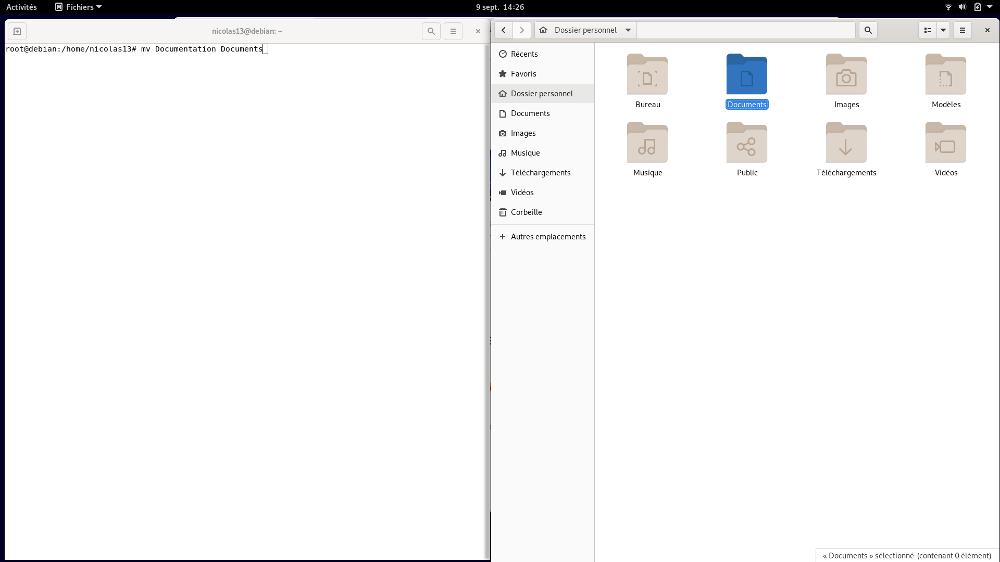 Activités
Fichiers
9 sept. 14:26
nicolas13@debian: ~
root@debian:/home/nicolas13# mv Documentation Documents
Dossier personnel
Récents
Favoris
Dossier personnel
Documents
Images
Musique
Téléchargements
Vidéos
Corbeille
Autres emplacements
Bureau
Documents
Images
Modèles
Musique
Public
Téléchargements
Vidéos
« Documents » sélectionné (contenant 0 élément)